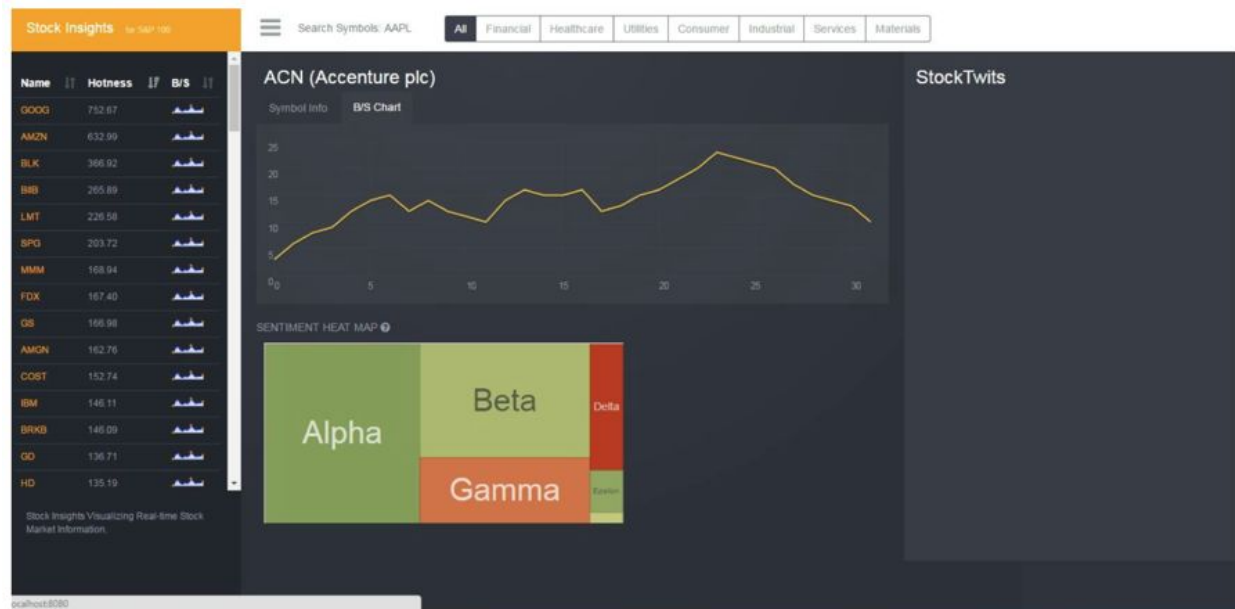 Stock Insights for S&P 100
Search Symbols: AAPL
All Financial Healthcare Utilities Consumer Industrial Services Materials
Name Hotness B/S
GOOG 752.67
AMZN 632.99
BLK 366.92
BIIB 265.89
LMT 226.58
SPG 203.72
MMM 168.94
FDX 167.40
GS 166.98
AMGN 162.76
COST 152.74
IBM 146.11
BRKB 146.09
GD 136.71
HD 135.19
Stock Insights Visualizing Real-time Stock
Market Information.
ACN (Accenture plc)
Symbol Info B/S Chart
25
20
15
10
5
0
0 5 10 15 20 25 30
SENTIMENT HEAT MAP
Alpha
Beta
Gamma
Delta
Epsilon
StockTwits
ocalhost:8080